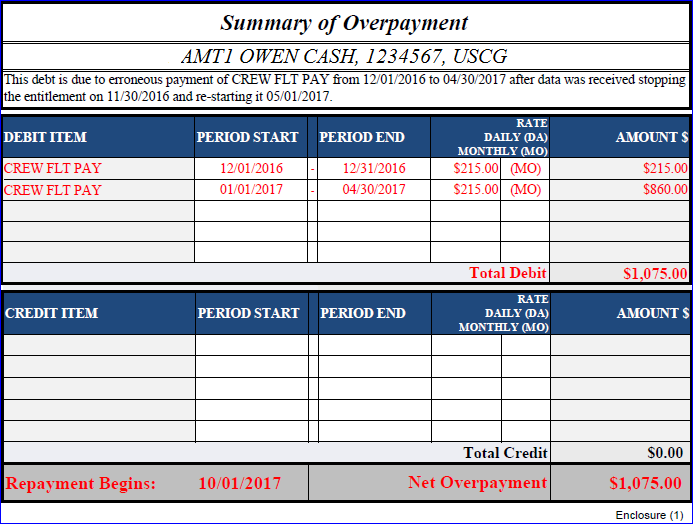 Summary of Overpayment
AMT1 OWEN CASH, 1234567, USCG
This debt is due to erroneous payment of CREW FLT PAY from 12/01/2016 to 04/30/2017 after data was received stopping
the entitlement on 11/30/2016 and re-starting it 05/01/2017.
DEBIT ITEM PERIOD START PERIOD END RATE DAILY (DA) MONTHLY (MO) AMOUNT $
CREW FLT PAY 12/01/2016 - 12/31/2016 $215.00 (MO) $215.00
CREW FLT PAY 01/01/2017 - 04/30/2017 $215.00 (MO) $860.00
Total Debit $1,075.00
CREDIT ITEM PERIOD START PERIOD END RATE DAILY (DA) MONTHLY (MO) AMOUNT $
Total Credit $0.00
Repayment Begins: 10/01/2017 Net Overpayment $1,075.00
Enclosure (1)